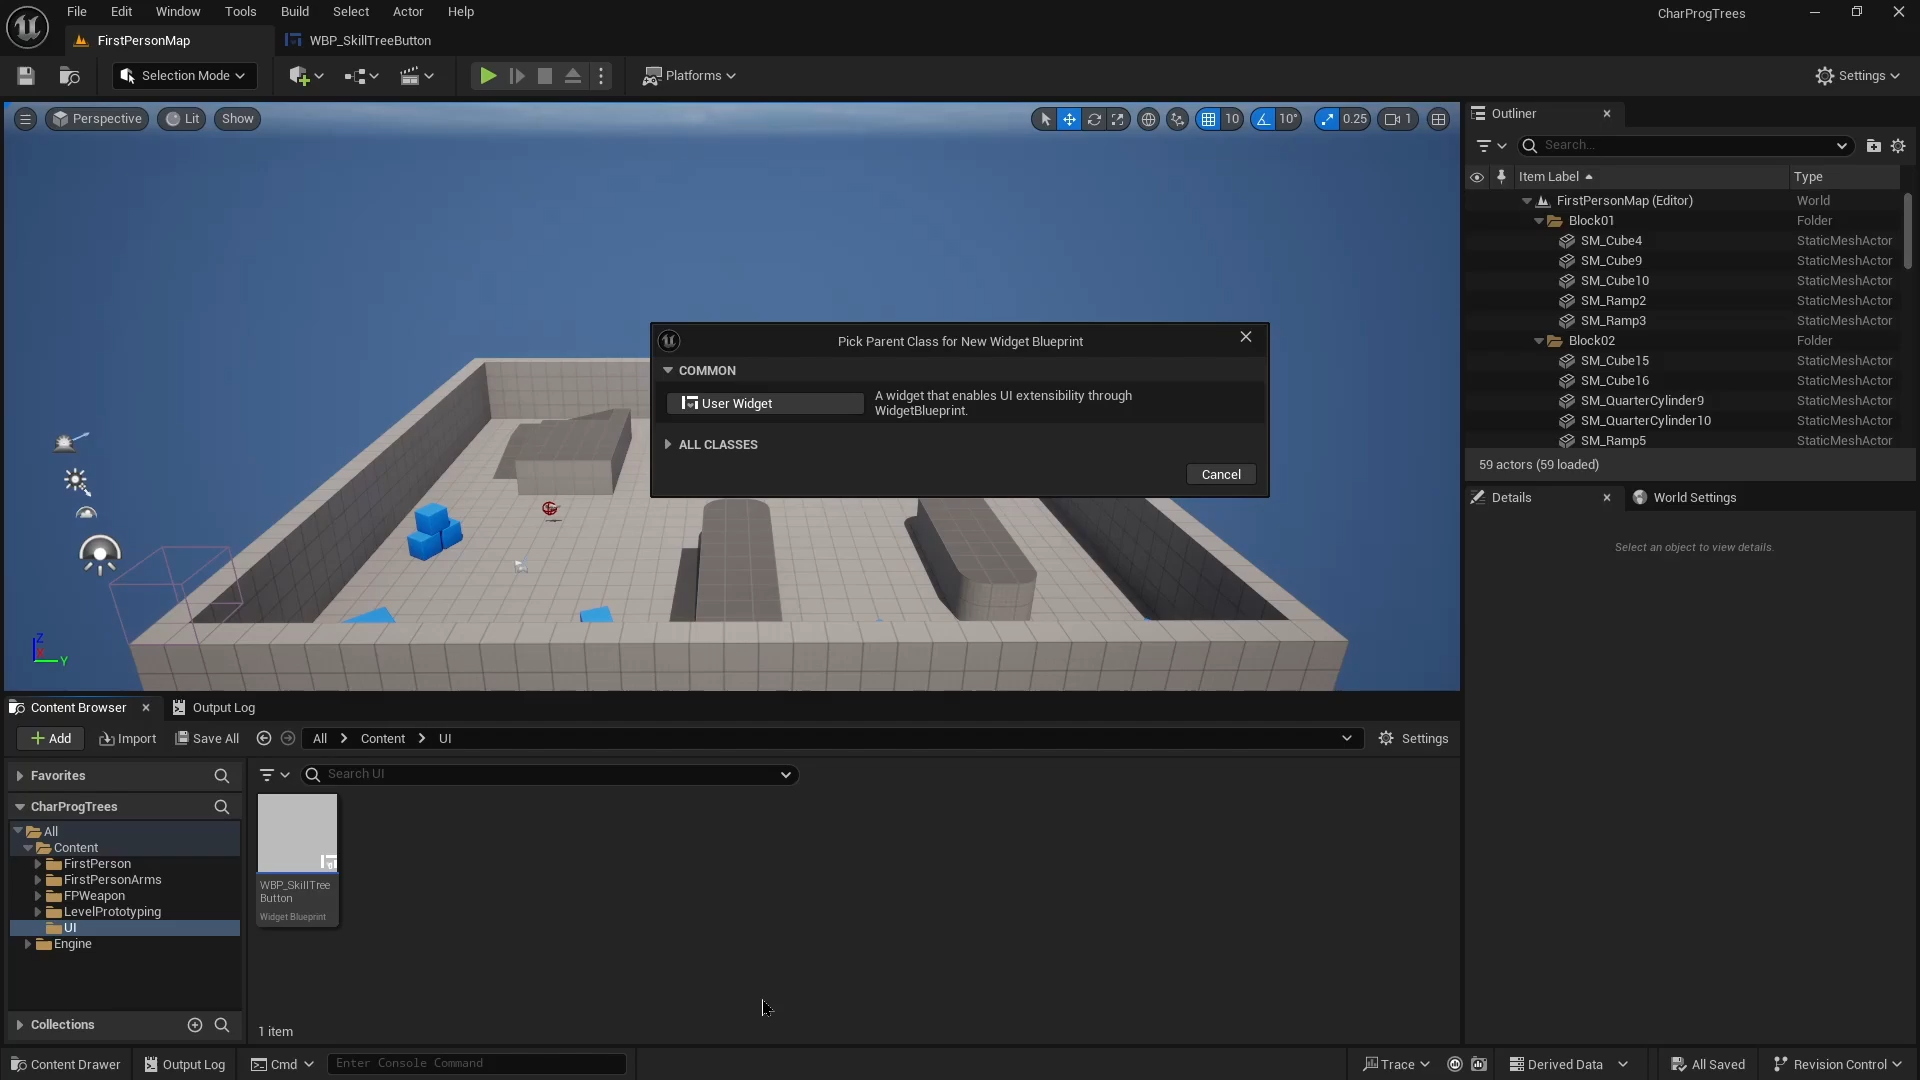 File Edit Window Tools Build Select Actor Help
CharProgTrees
FirstPersonMap
WBP_SkillTreeButton
Selection Mode
Platforms
Settings
Perspective
Lit
Show
10
10°
0.25
1
Outliner
Search...
Item Label
Type
FirstPersonMap (Editor) World
Block01 Folder
SM_Cube4 StaticMeshActor
SM_Cube9 StaticMeshActor
SM_Cube10 StaticMeshActor
SM_Ramp2 StaticMeshActor
SM_Ramp3 StaticMeshActor
Block02 Folder
SM_Cube15 StaticMeshActor
SM_Cube16 StaticMeshActor
SM_QuarterCylinder9 StaticMeshActor
SM_QuarterCylinder10 StaticMeshActor
SM_Ramp5 StaticMeshActor
59 actors (59 loaded)
Details
World Settings
Select an object to view details.
Pick Parent Class for New Widget Blueprint
COMMON
User Widget
A widget that enables UI extensibility through
WidgetBlueprint.
ALL CLASSES
Cancel
Z
Y
Content Browser
Output Log
Add
Import
Save All
All
Content
UI
Settings
Favorites
Search UI
CharProgTrees
All
Content
FirstPerson
FirstPersonArms
FPWeapon
LevelPrototyping
UI
Engine
WBP_SkillTree
Button
Widget Blueprint
Collections
1 item
Content Drawer
Output Log
Cmd
Enter Console Command
Trace
Derived Data
All Saved
Revision Control